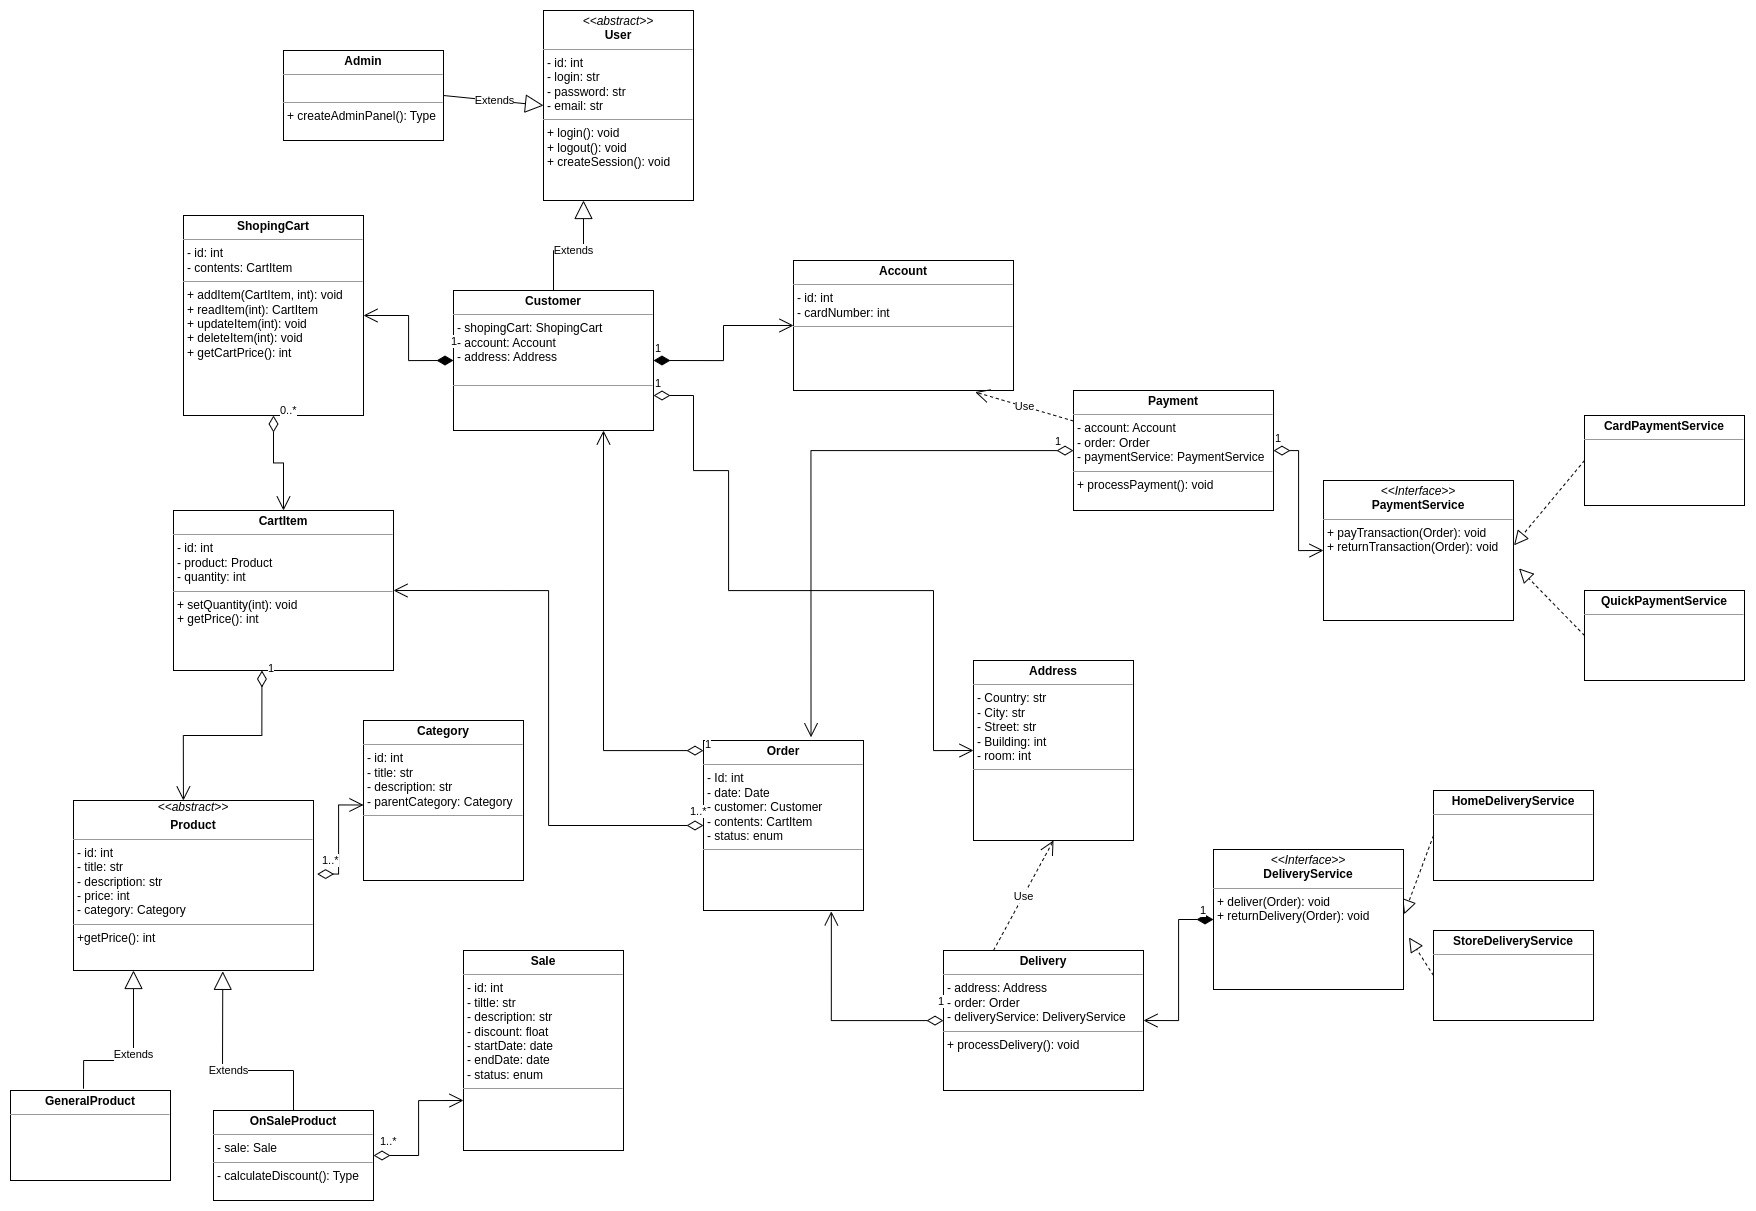 <<abstract>>
User
- id: int
- login: str
- password: str
- email: str
+ login(): void
+ logout(): void
+ createSession(): void
Admin
+ createAdminPanel(): Type
Extends
Extends
ShopingCart
- id: int
- contents: CartItem
+ addItem(CartItem, int): void
+ readItem(int): CartItem
+ updateItem(int): void
+ deleteItem(int): void
+ getCartPrice(): int
0..*
Customer
- shopingCart: ShopingCart
- account: Account
- address: Address
1
1
1
Account
- id: int
- cardNumber: int
Use
Payment
- account: Account
- order: Order
- paymentService: PaymentService
+ processPayment(): void
1
1
CardPaymentService
<<Interface>>
PaymentService
+ payTransaction(Order): void
+ returnTransaction(Order): void
QuickPaymentService
CartItem
- id: int
- product: Product
- quantity: int
+ setQuantity(int): void
+ getPrice(): int
1
Category
- id: int
- title: str
- description: str
- parentCategory: Category
Order
- Id: int
- date: Date
- customer: Customer
- contents: CartItem
- status: enum
1
1..*
Address
- Country: str
- City: str
- Street: str
- Building: int
- room: int
<<abstract>>
Product
- id: int
- title: str
- description: str
- price: int
- category: Category
+getPrice(): int
1..*
HomeDeliveryService
<<Interface>>
DeliveryService
+ deliver(Order): void
+ returnDelivery(Order): void
1
StoreDeliveryService
Use
Delivery
- address: Address
- order: Order
- deliveryService: DeliveryService
+ processDelivery(): void
1
Sale
- id: int
- tiltle: str
- description: str
- discount: float
- startDate: date
- endDate: date
- status: enum
Extends
Extends
GeneralProduct
OnSaleProduct
- sale: Sale
- calculateDiscount(): Type
1..*